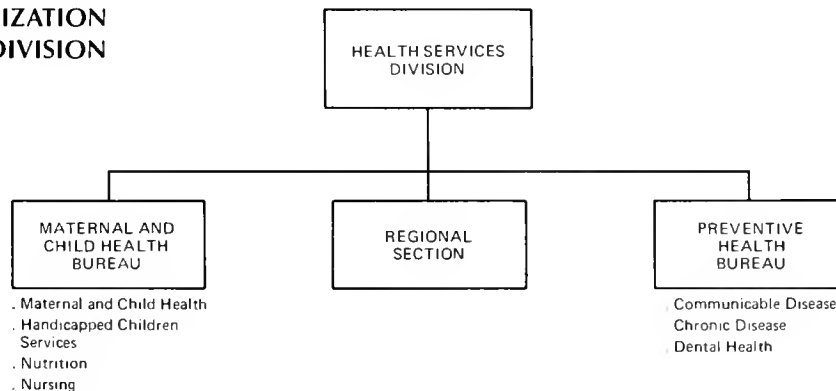 IZATION
DIVISION
HEALTH SERVICES
DIVISION
MATERNAL AND
CHILD HEALTH
BUREAU
. Maternal and Child Health
. Handicapped Children
Services
. Nutrition
. Nursing
REGIONAL
SECTION
PREVENTIVE
HEALTH
BUREAU
. Communicable Disease
Chronic Disease
. Dental Health